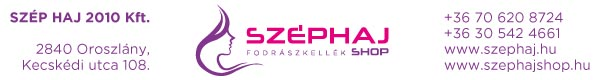 SZÉP HAJ 2010 Kft.
2840 Oroszlány,
Kecskédi utca 108.
SZÉPHAJ
FODRÁSZKELLÉK SHOP
+36 70 620 8724
+36 30 542 4661
www.szephaj.hu
www.szephajshop.hu